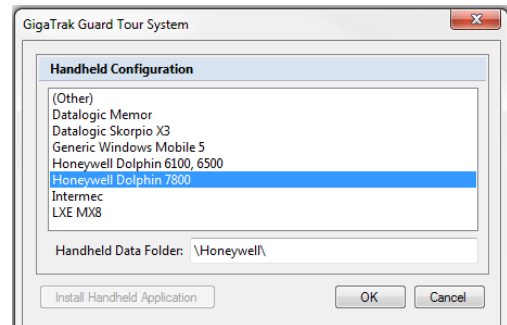 GigaTrak Guard Tour System
Handheld Configuration
(Other)
Datalogic Memor
Datalogic Skorpio X3
Generic Windows Mobile 5
Honeywell Dolphin 6100, 6500
Honeywell Dolphin 7800
Intermec
LXE MX8
Handheld Data Folder: \Honeywell\
Install Handheld Application OK Cancel